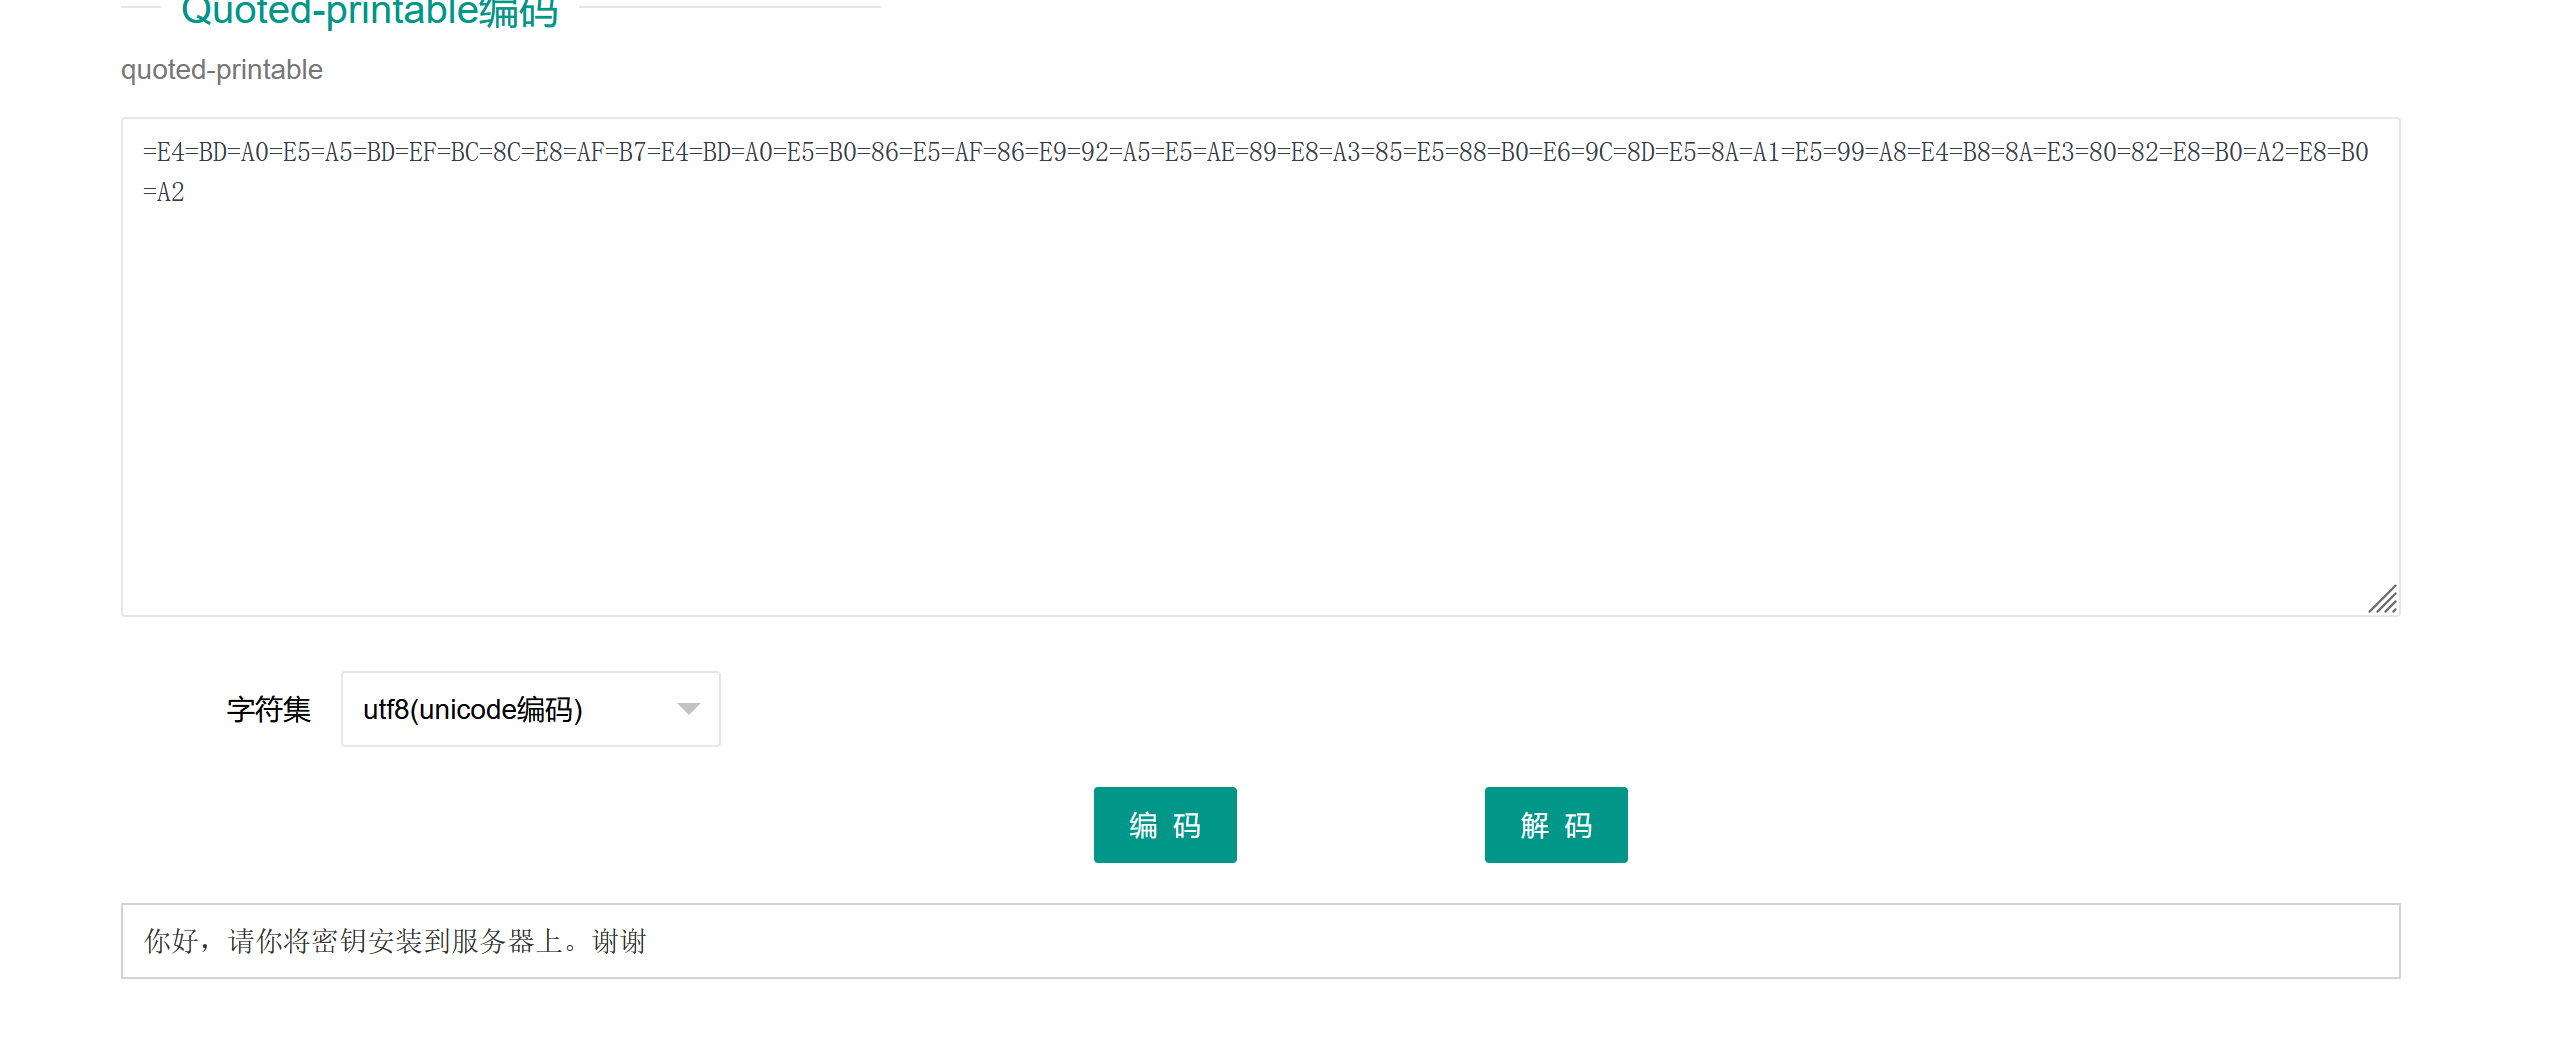 Quoted-printable编码
quoted-printable
=E4=BD=A0=E5=A5=BD=EF=BC=8C=E8=AF=B7=E4=BD=A0=E5=B0=86=E5=AF=86=E9=92=A5=E5=AE=89=E8=A3=85=E5=88=B0=E6=9C=8D=E5=8A=A1=E5=99=A8=E4=B8=8A=E3=80=82=E8=B0=A2=E8=B0
=A2
字符集 utf8(unicode编码)
编 码 解 码
你好，请你将密钥安装到服务器上。谢谢